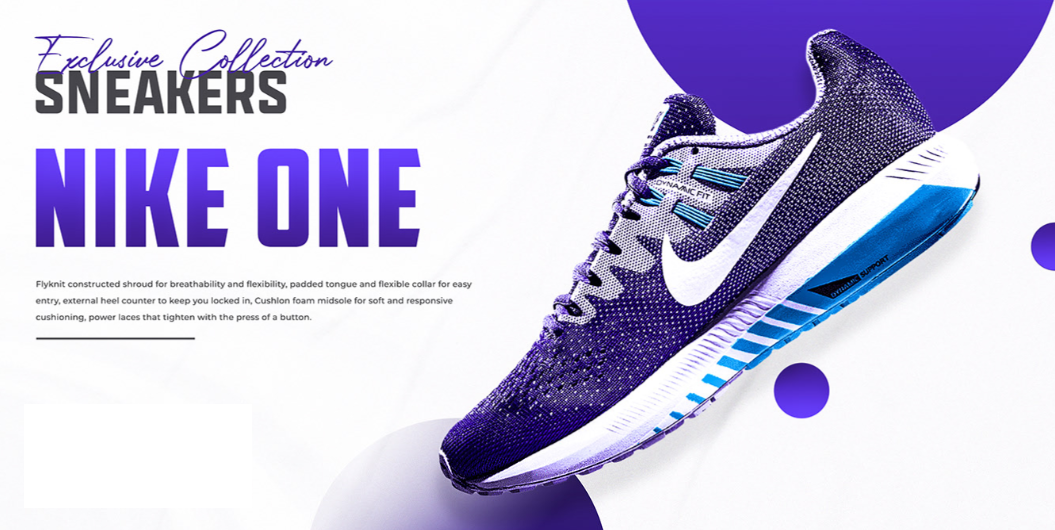 Exclusive Collection
SNEAKERS
NIKE ONE
Flyknit constructed shroud for breathability and flexibility, padded tongue and flexible collar for easy
entry, external heel counter to keep you locked in, Cushlon foam midsole for soft and responsive
cushioning, power laces that tighten with the press of a button.
DYNAMIC FIT
DYNAMIC SUPPORT